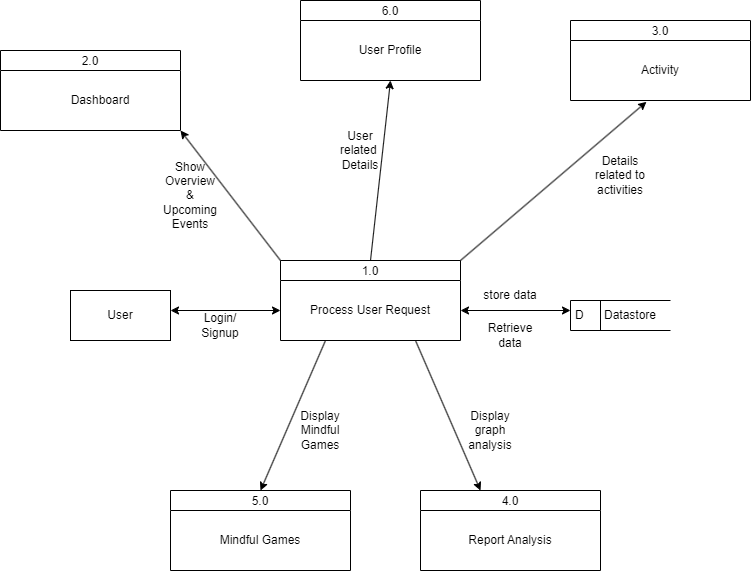 6.0
User Profile
3.0
Activity
2.0
Dashboard
User
related
Details
Details
related to
activities
Show
Overview
&
Upcoming
Events
1.0
Process User Request
User
Login/
Signup
store data
Retrieve
data
D
Datastore
Display
Mindful
Games
Display
graph
analysis
5.0
Mindful Games
4.0
Report Analysis